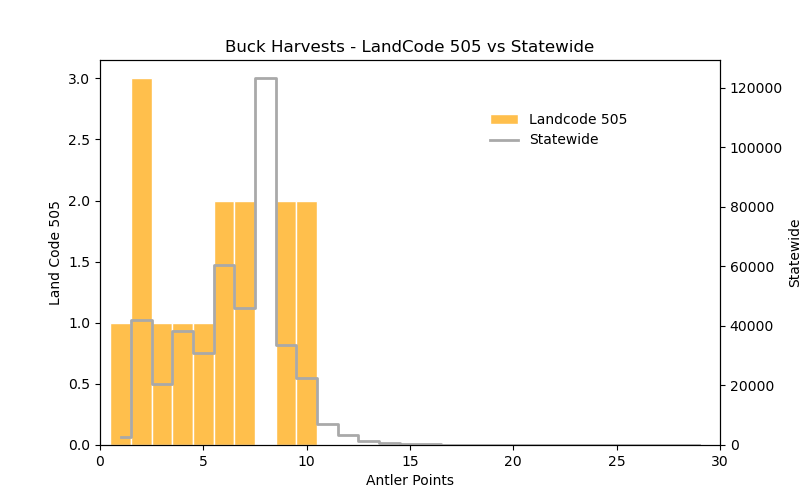 Buck Harvests - LandCode 505 vs Statewide
Landcode 505
Statewide
Land Code 505
3.0
2.5
2.0
1.5
1.0
0.5
0.0
Statewide
120000
100000
80000
60000
40000
20000
0
0 5 10 15 20 25 30
Antler Points